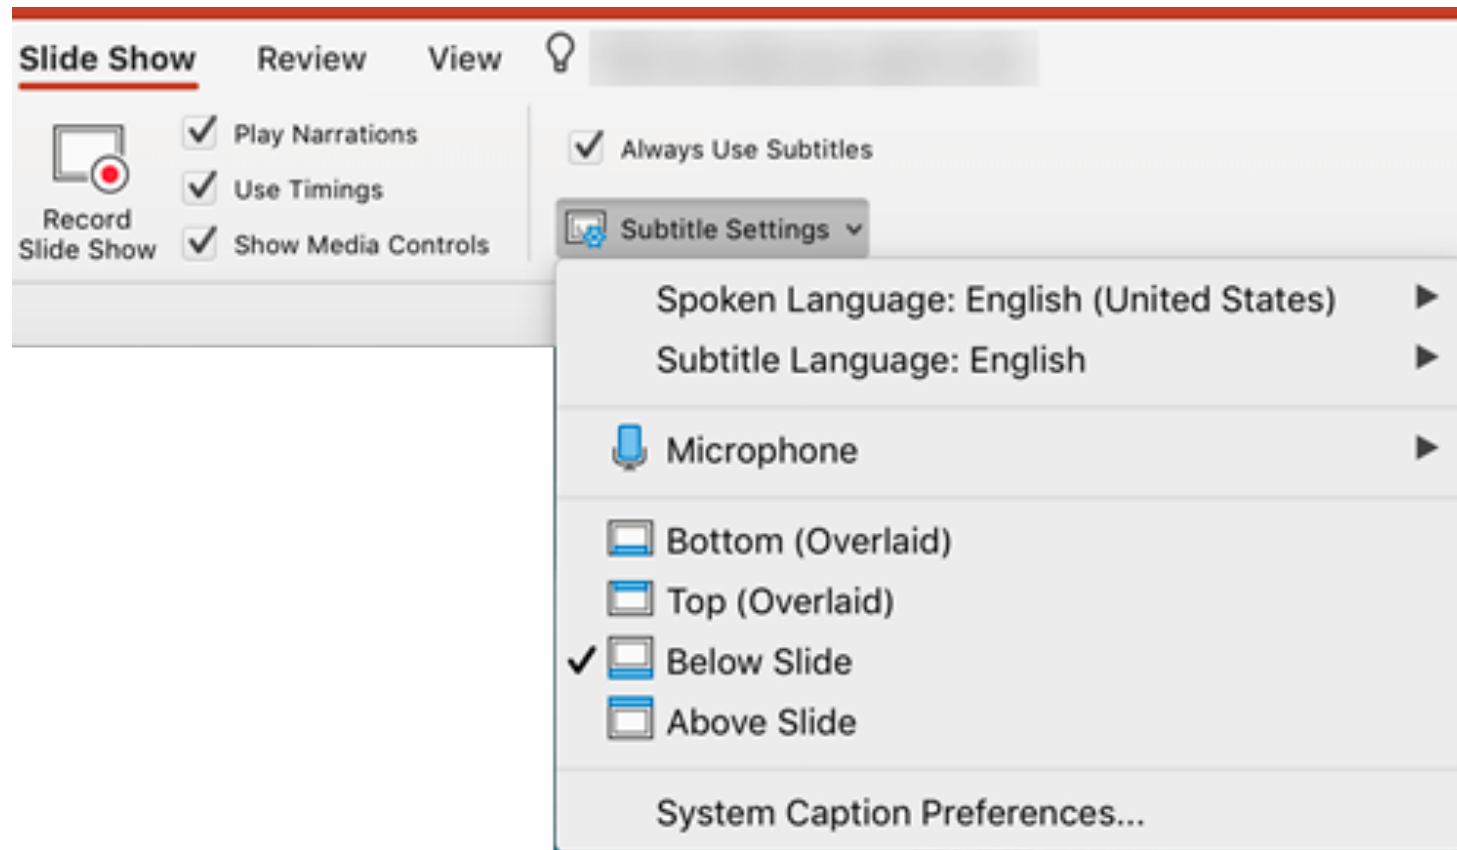 Slide Show Review View
Play Narrations
Use Timings
Show Media Controls
Record
Slide Show
Always Use Subtitles
Subtitle Settings
Spoken Language: English (United States)
Subtitle Language: English
Microphone
Bottom (Overlaid)
Top (Overlaid)
Below Slide
Above Slide
System Caption Preferences...